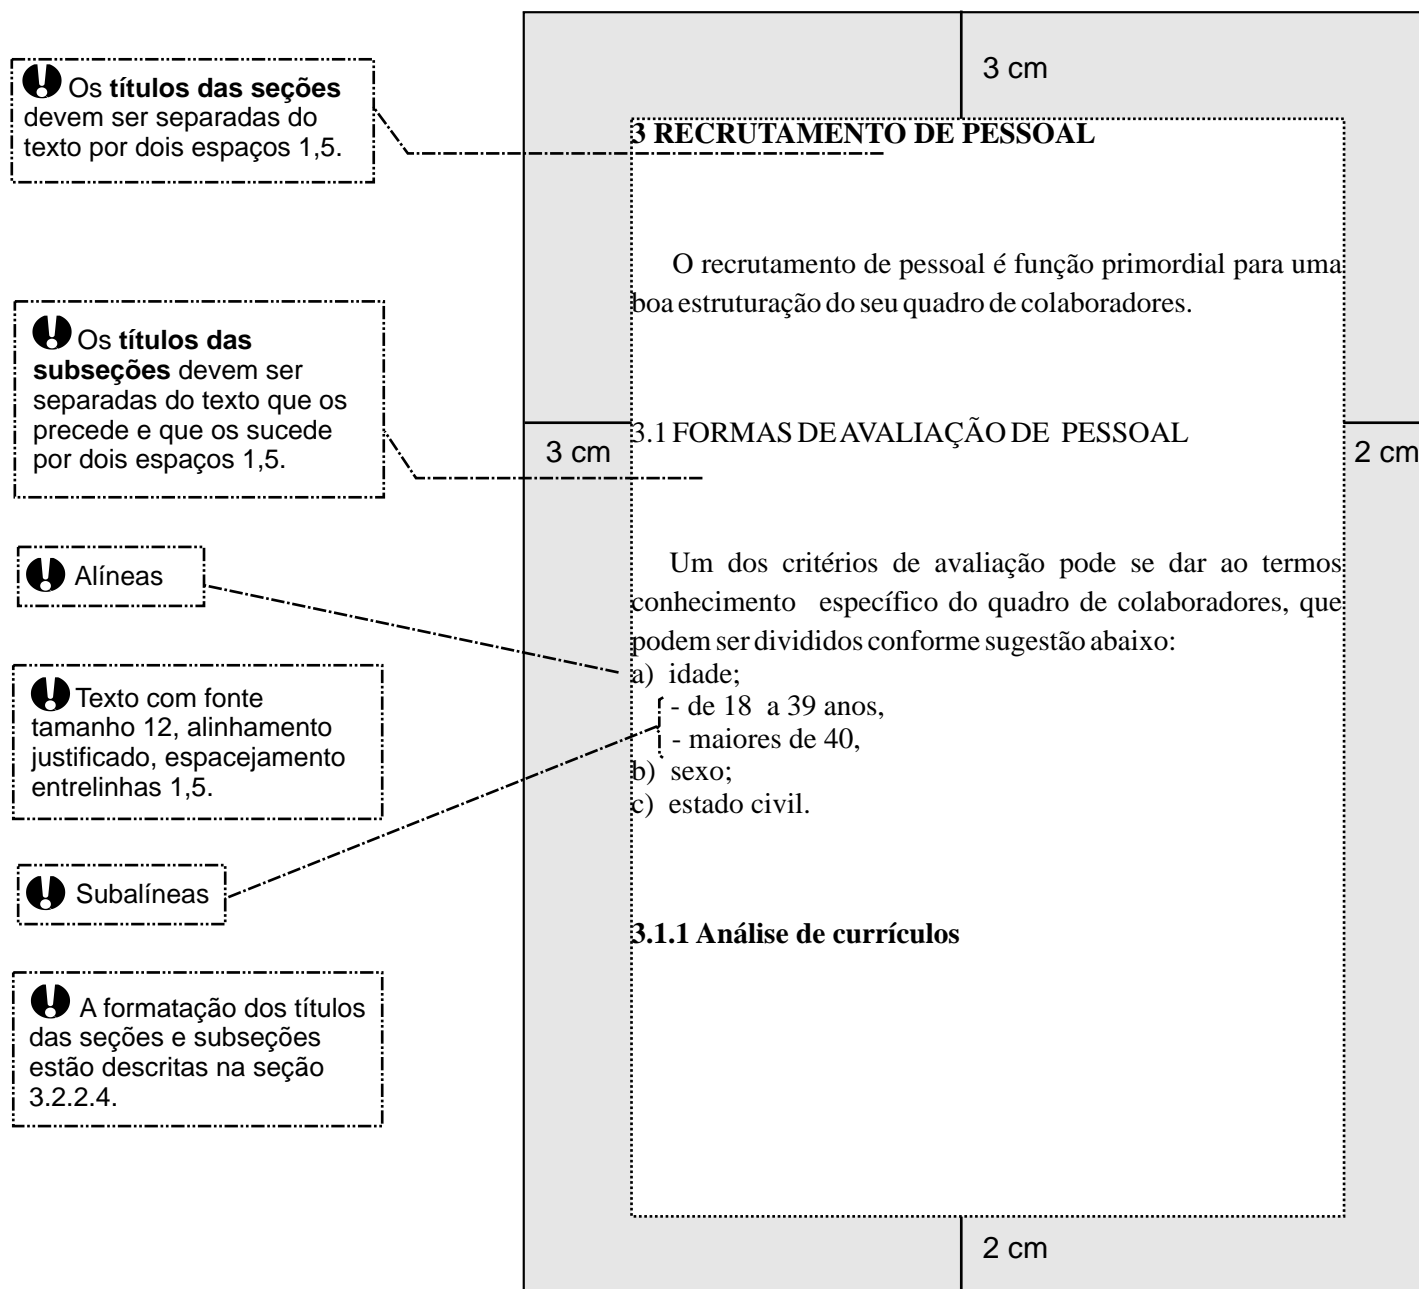 Os títulos das seções
devem ser separadas do
texto por dois espaços 1,5.
Os títulos das
subseções devem ser
separadas do texto que os
precede e que os sucede
por dois espaços 1,5.
Alíneas
Texto com fonte
tamanho 12, alinhamento
justificado, espacejamento
entrelinhas 1,5.
Subalíneas
A formatação dos títulos
das seções e subseções
estão descritas na seção
3.2.2.4.
3 cm
3 RECRUTAMENTO DE PESSOAL
O recrutamento de pessoal é função primordial para uma
boa estruturação do seu quadro de colaboradores.
3 cm
3.1 FORMAS DE AVALIAÇÃO DE PESSOAL
2 cm
Um dos critérios de avaliação pode se dar ao termos
conhecimento específico do quadro de colaboradores, que
podem ser divididos conforme sugestão abaixo:
a) idade;
- de 18 a 39 anos,
- maiores de 40,
b) sexo;
c) estado civil.
3.1.1 Análise de currículos
2 cm